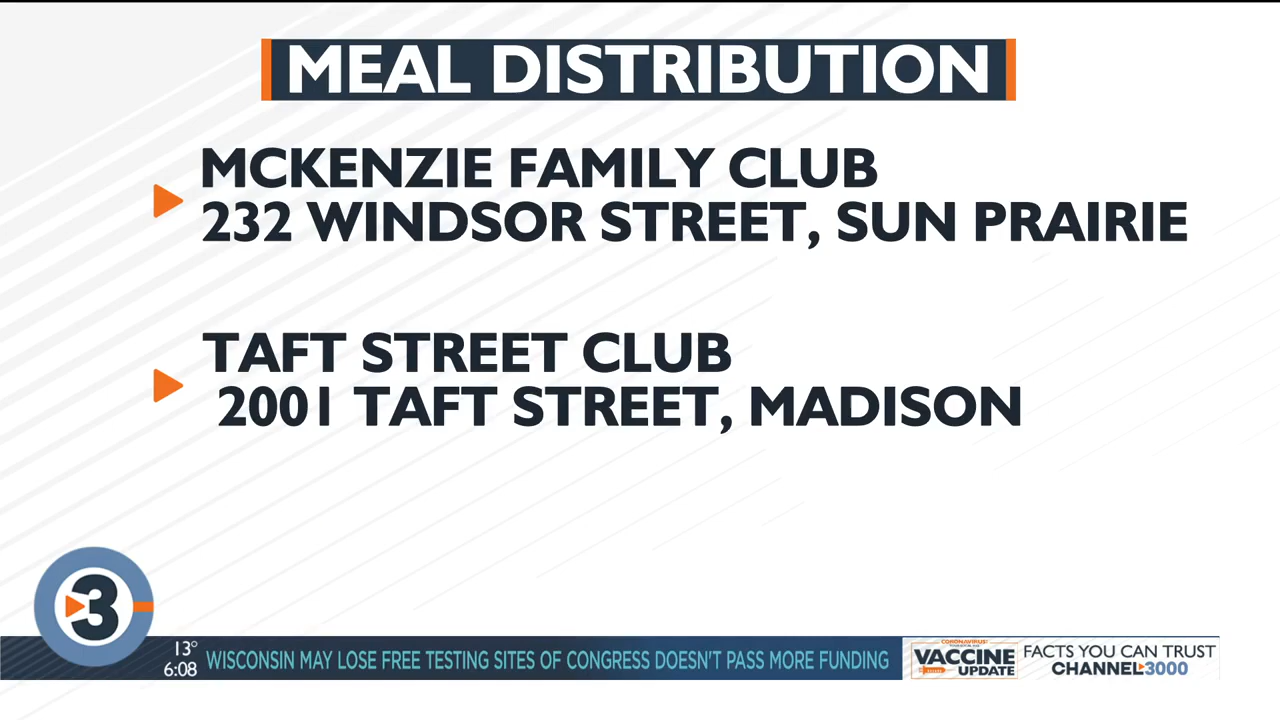 MEAL DISTRIBUTION
MCKENZIE FAMILY CLUB
232 WINDSOR STREET, SUN PRAIRIE
TAFT STREET CLUB
2001 TAFT STREET, MADISON
3
13°
6:08
WISCONSIN MAY LOSE FREE TESTING SITES OF CONGRESS DOESN'T PASS MORE FUNDING
CORONAVIRUS
VACCINE
UPDATE
FACTS YOU CAN TRUST
CHANNEL3000